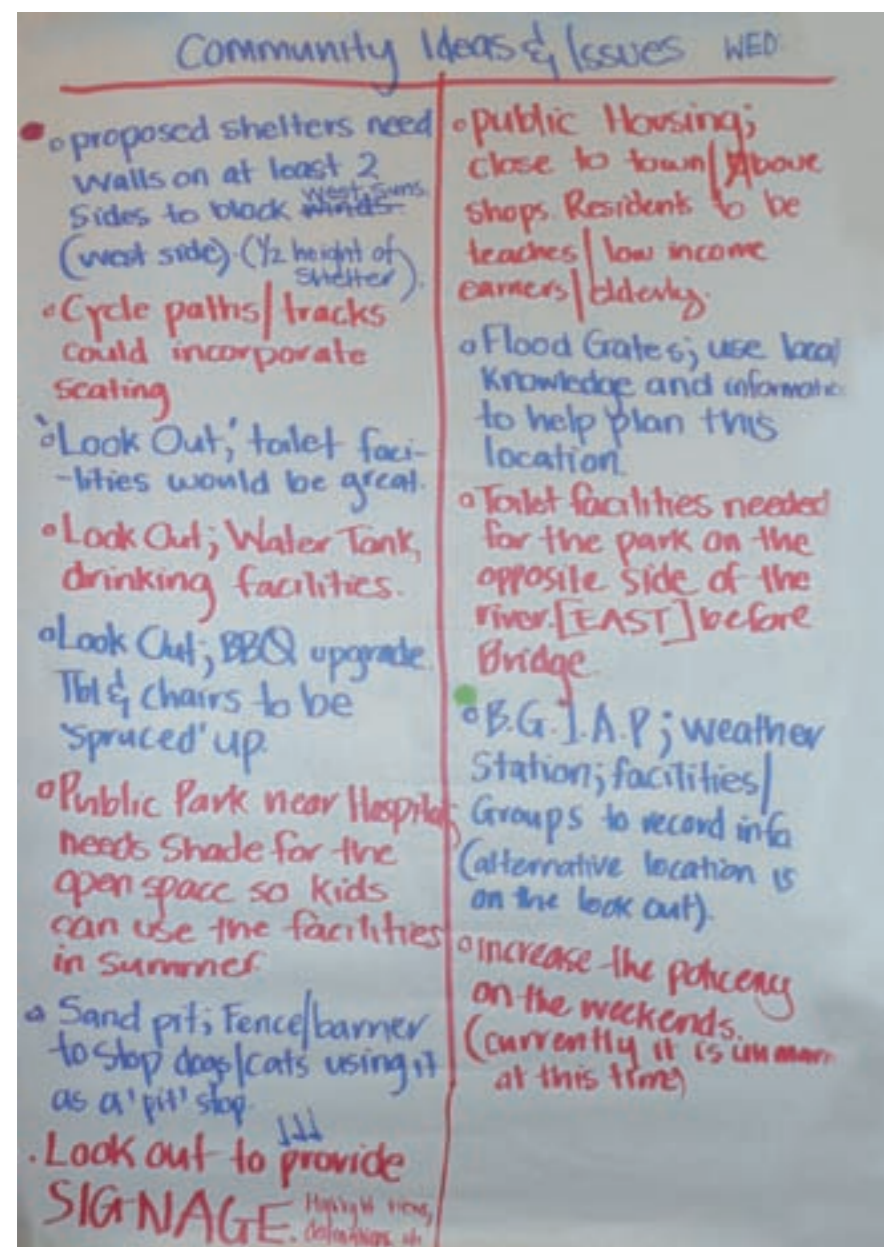 Community Ideas & Issues WED.
proposed shelters need
walls on at least 2
West Suns.
Sides to block winds.
(west side). (1/2 height of
Shelter).
Cycle paths/tracks
could incorporate
seating
'Look Out,' toilet faci-
-lities would be great.
Look Out; Water Tank,
drinking facilities.
Look Out; BBQ upgrade
Tbl & Chairs to be
'spruced' up.
Public Park near Hospital;
needs Shade for the
open space so kids
can use the facilities
in Summer
Sand pit; Fence/barrier
to stop dogs/cats using it
as a 'pit' stop.
Look out to provide
SIGNAGE. Highlight views,
public Housing;
close to town/Above
shops. Residents to be
teaches/low income
earners/Elderly.
Flood Gates; use local
knowledge and informatio
to help plan this
location.
Toilet facilities needed
for the park on the
opposite side of the
river. [EAST] before
Bridge
B.G.I.A.P; weather
Station; facilities/
Groups to record info
(alternative location is
on the look out).
Increase the
on the weekends.
(currently it is
at this time)